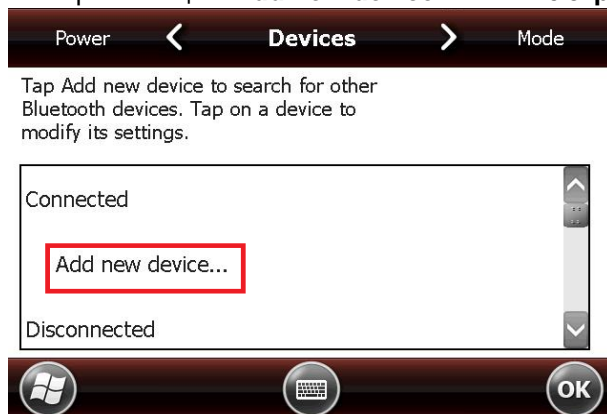 Power Devices Mode
Tap Add new device to search for other
Bluetooth devices. Tap on a device to
modify its settings.
Connected
Add new device...
Disconnected
OK